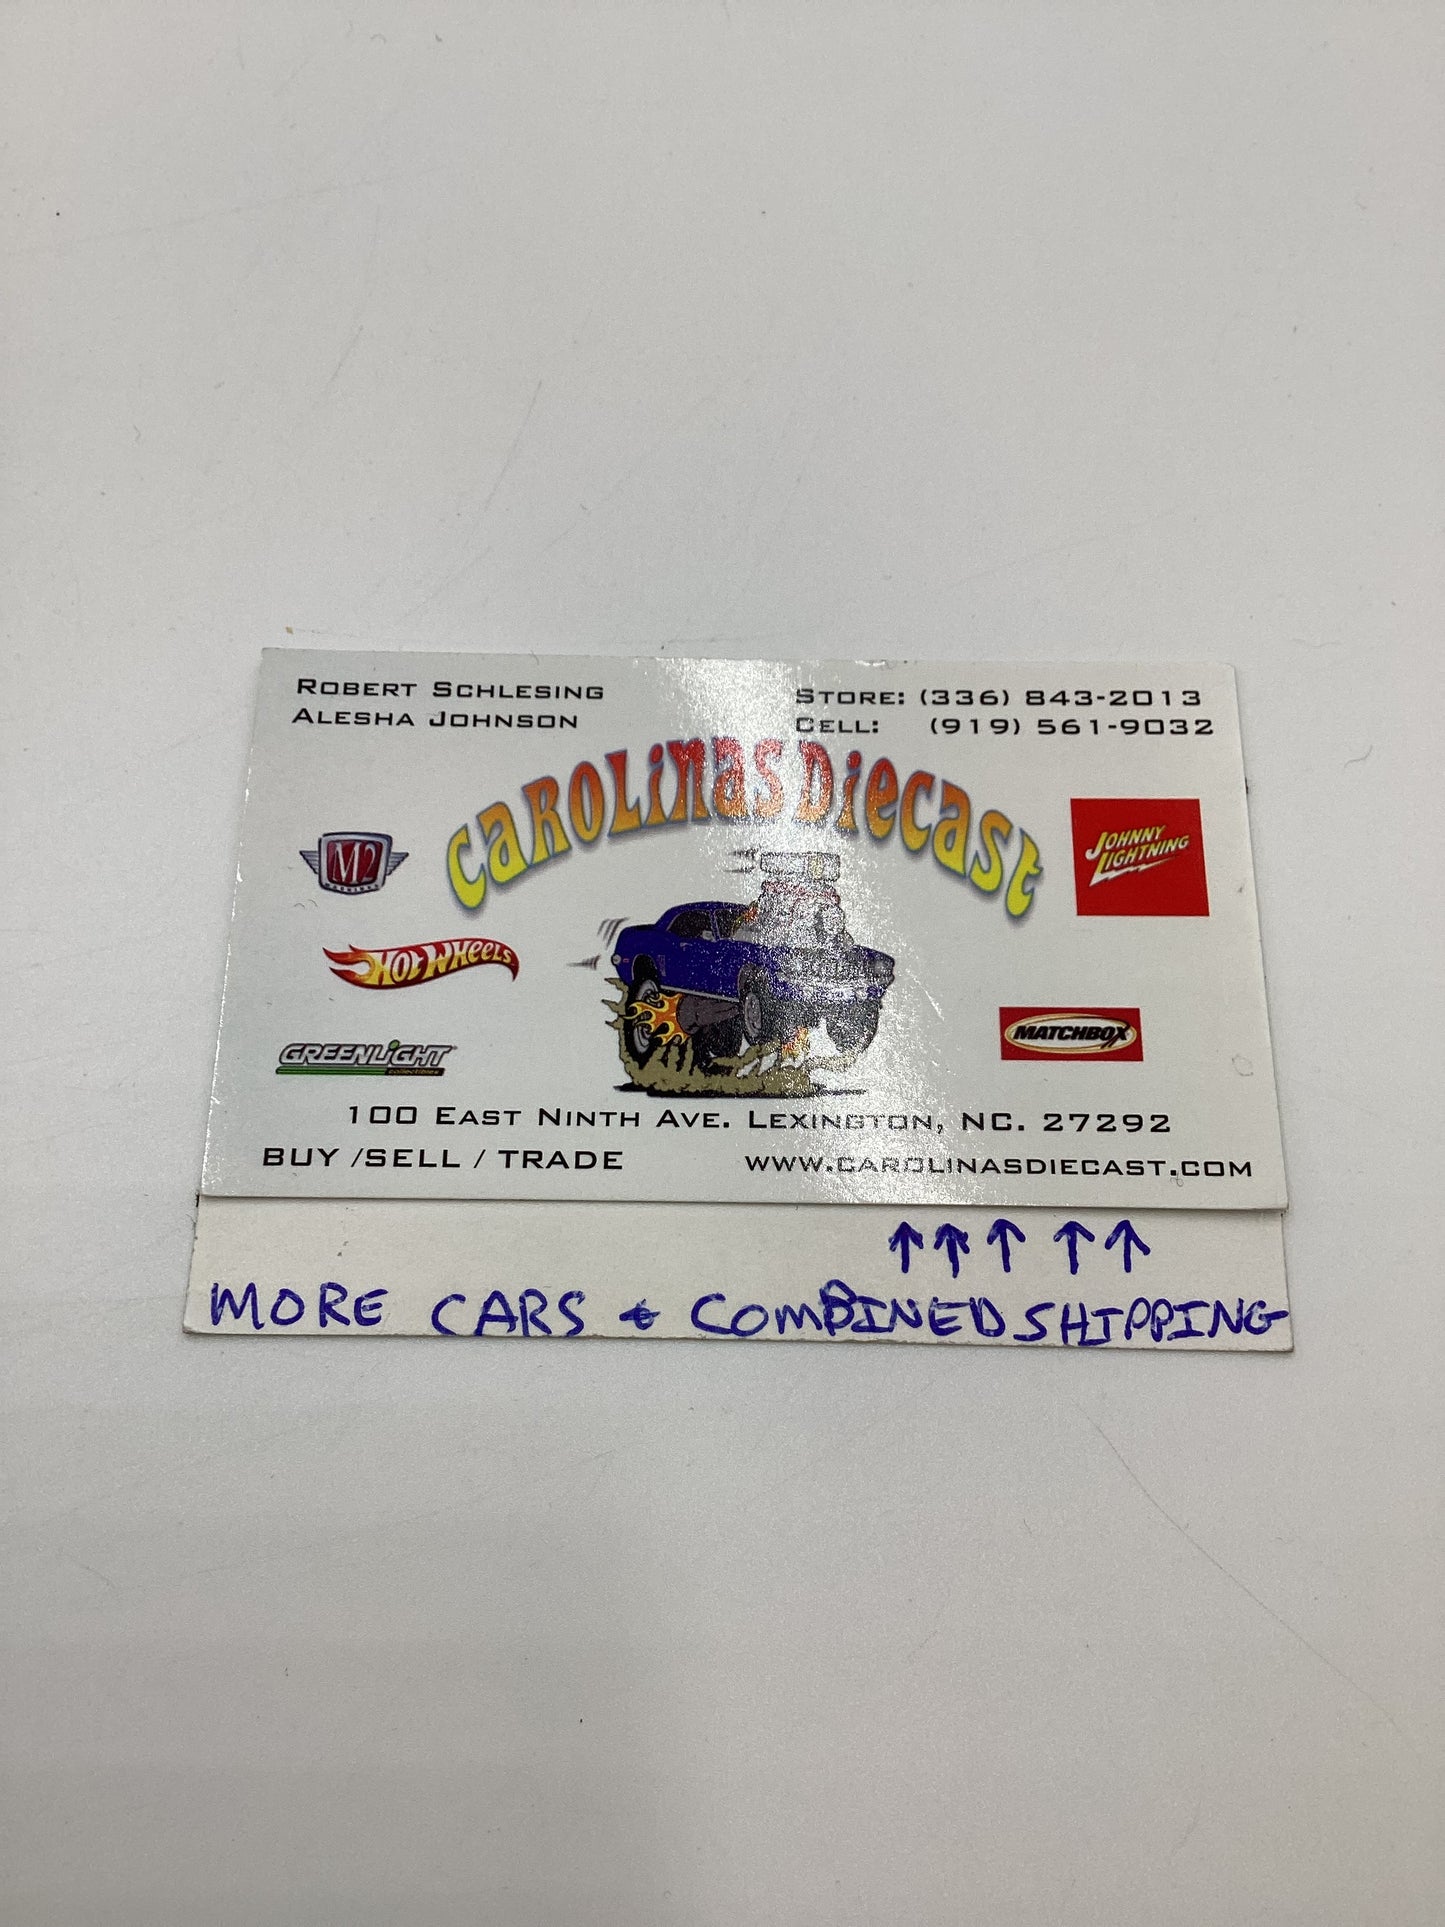 ROBERT SCHLESING
ALESHA JOHNSON
STORE: (336) 843-2013
CELL: (919) 561-9032
CAROLINAS DIECAST
M2
MACHINES
JOHNNY
LIGHTNING
HOT WHEELS
MATCHBOX
GREENLIGHT
collectibles
100 EAST NINTH AVE. LEXINGTON, NC. 27292
BUY /SELL / TRADE
WWW.CAROLINASDIECAST.COM
↑ ↑ ↑ ↑ ↑
MORE CARS & COMBINED SHIPPING